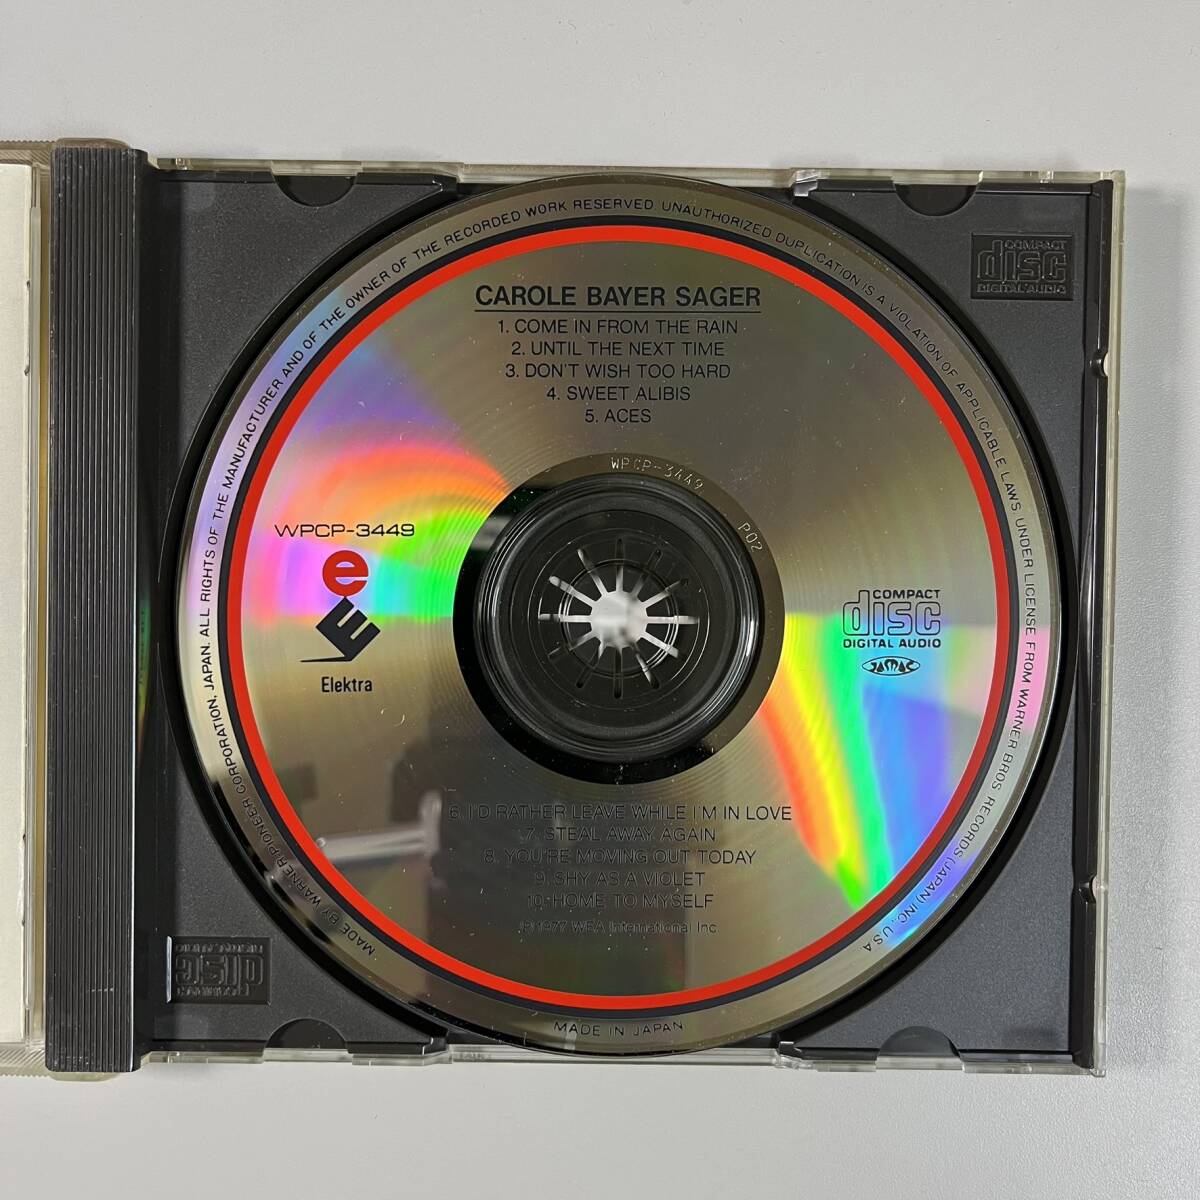 CAROLE BAYER SAGER
1. COME IN FROM THE RAIN
2. UNTIL THE NEXT TIME
3. DON'T WISH TOO HARD
4. SWEET ALIBIS
5. ACES
WPCP-3449
P02
WPCP-3449
e
E
Elektra
COMPACT
disc
DIGITAL AUDIO
JASRAC
6. I'D RATHER LEAVE WHILE I'M IN LOVE
7. STEAL AWAY AGAIN
8. YOU'RE MOVING OUT TODAY
9. SHY AS A VIOLET
10. HOME TO MYSELF
℗ 1977 WEA International Inc.
MADE BY WARNER/PIONEER CORPORATION, JAPAN. ALL RIGHTS OF THE MANUFACTURER AND OF THE OWNER OF THE RECORDED WORK RESERVED. UNAUTHORIZED DUPLICATION IS A VIOLATION OF APPLICABLE LAWS. UNDER LICENSE FROM WARNER BROS RECORDS (JAPAN) INC., U.S.A.
MADE IN JAPAN
COMPACT
disc
DIGITAL AUDIO
COMPACT
disc
DIGITAL AUDIO